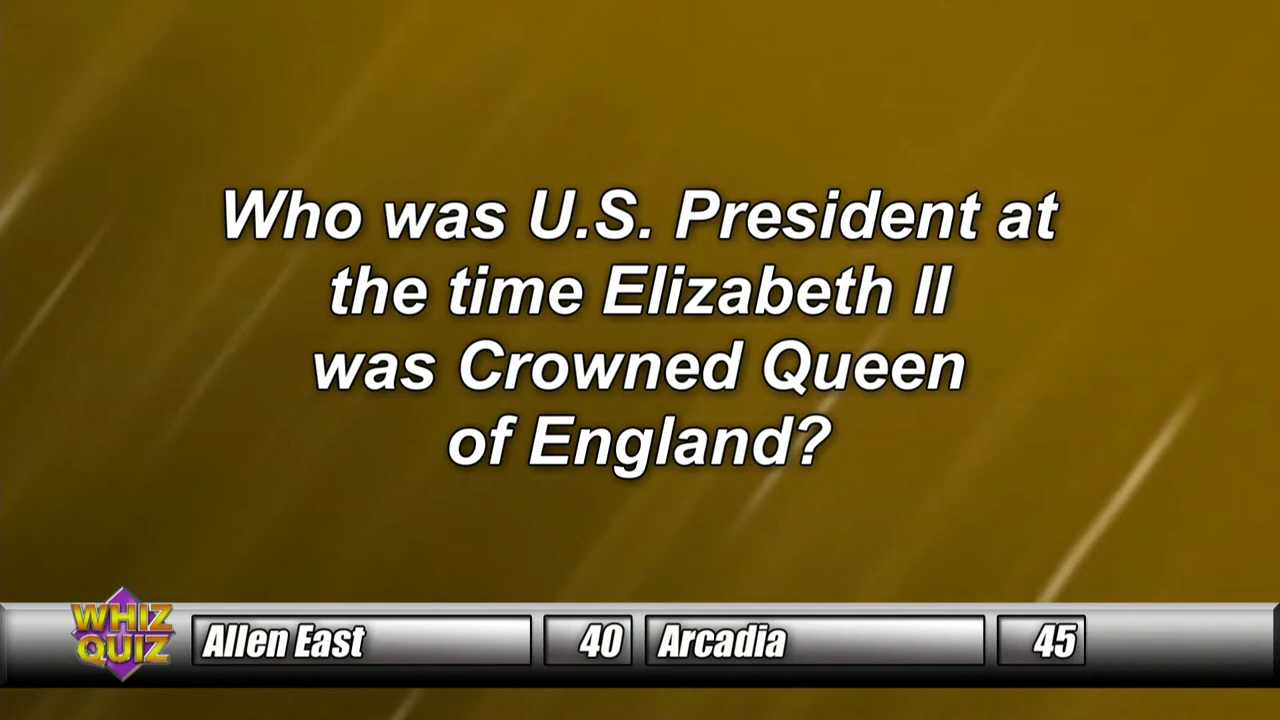 Who was U.S. President at
the time Elizabeth II
was Crowned Queen
of England?
WHIZ
QUIZ
Allen East 40 Arcadia 45